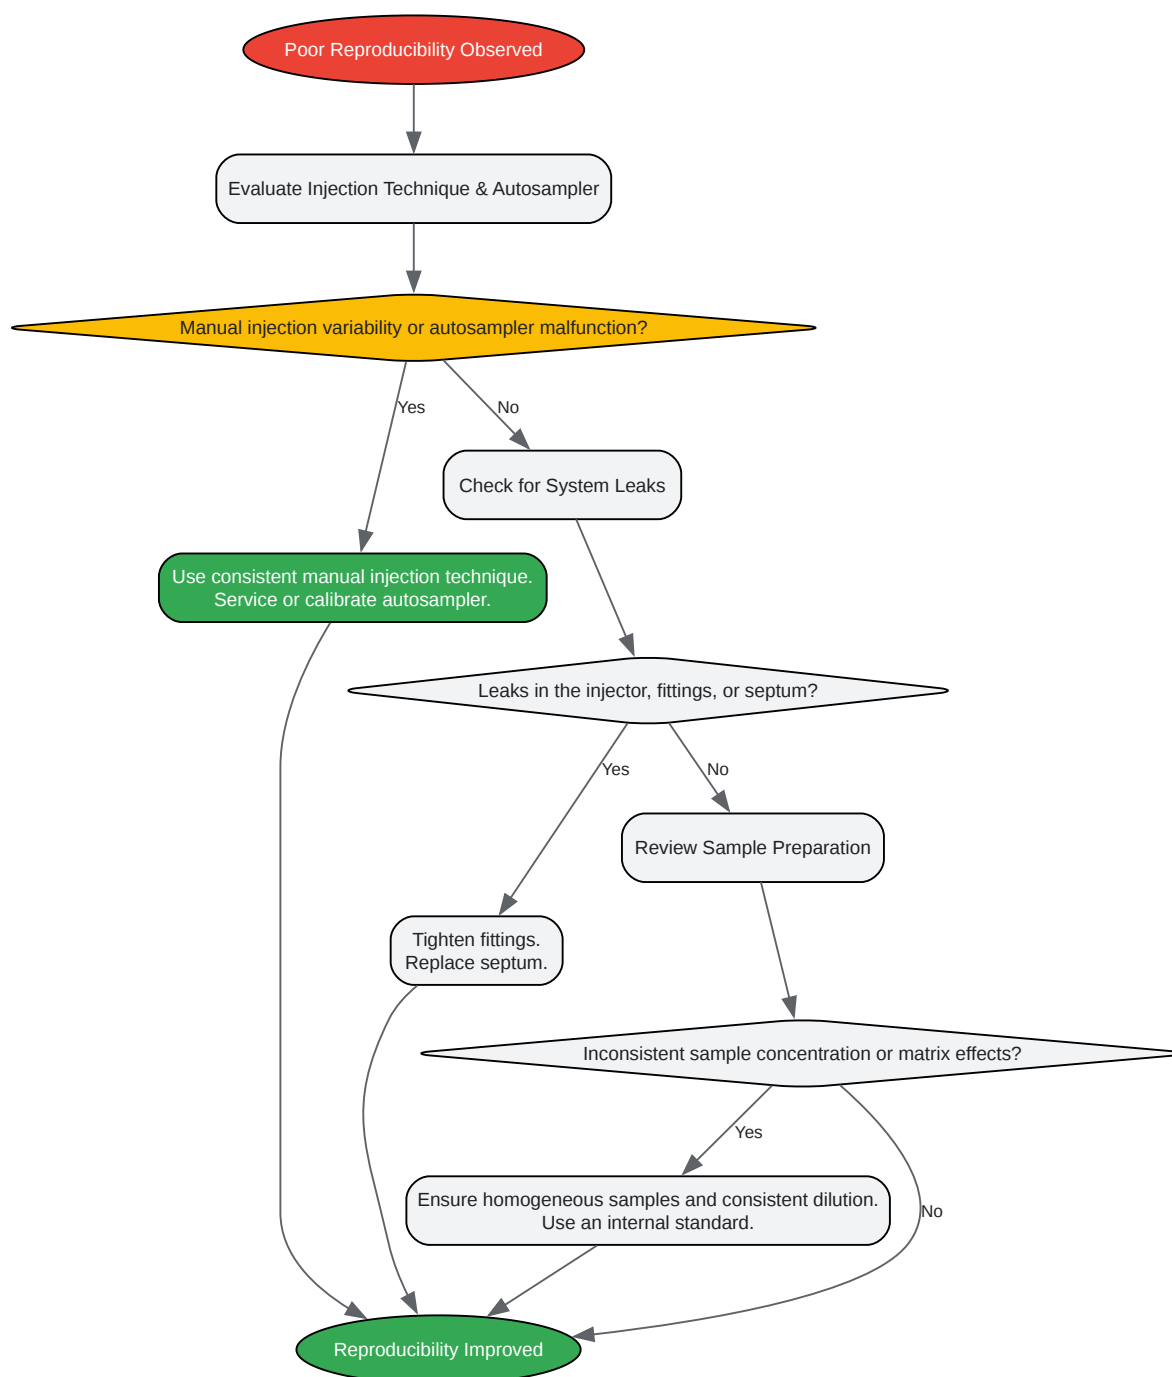 Poor Reproducibility Observed
Evaluate Injection Technique & Autosampler
Manual injection variability or autosampler malfunction?
Yes
No
Check for System Leaks
Use consistent manual injection technique.
Service or calibrate autosampler.
Leaks in the injector, fittings, or septum?
Yes
No
Review Sample Preparation
Tighten fittings.
Replace septum.
Inconsistent sample concentration or matrix effects?
Yes
Ensure homogeneous samples and consistent dilution.
Use an internal standard.
No
Reproducibility Improved